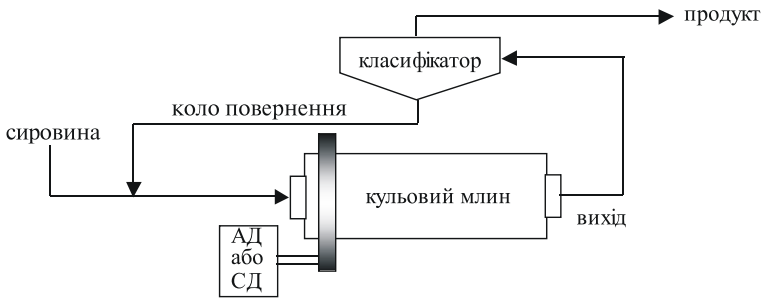 продукт
класифікатор
коло повернення
сировина
кульовий млин
вихід
АД
або
СД